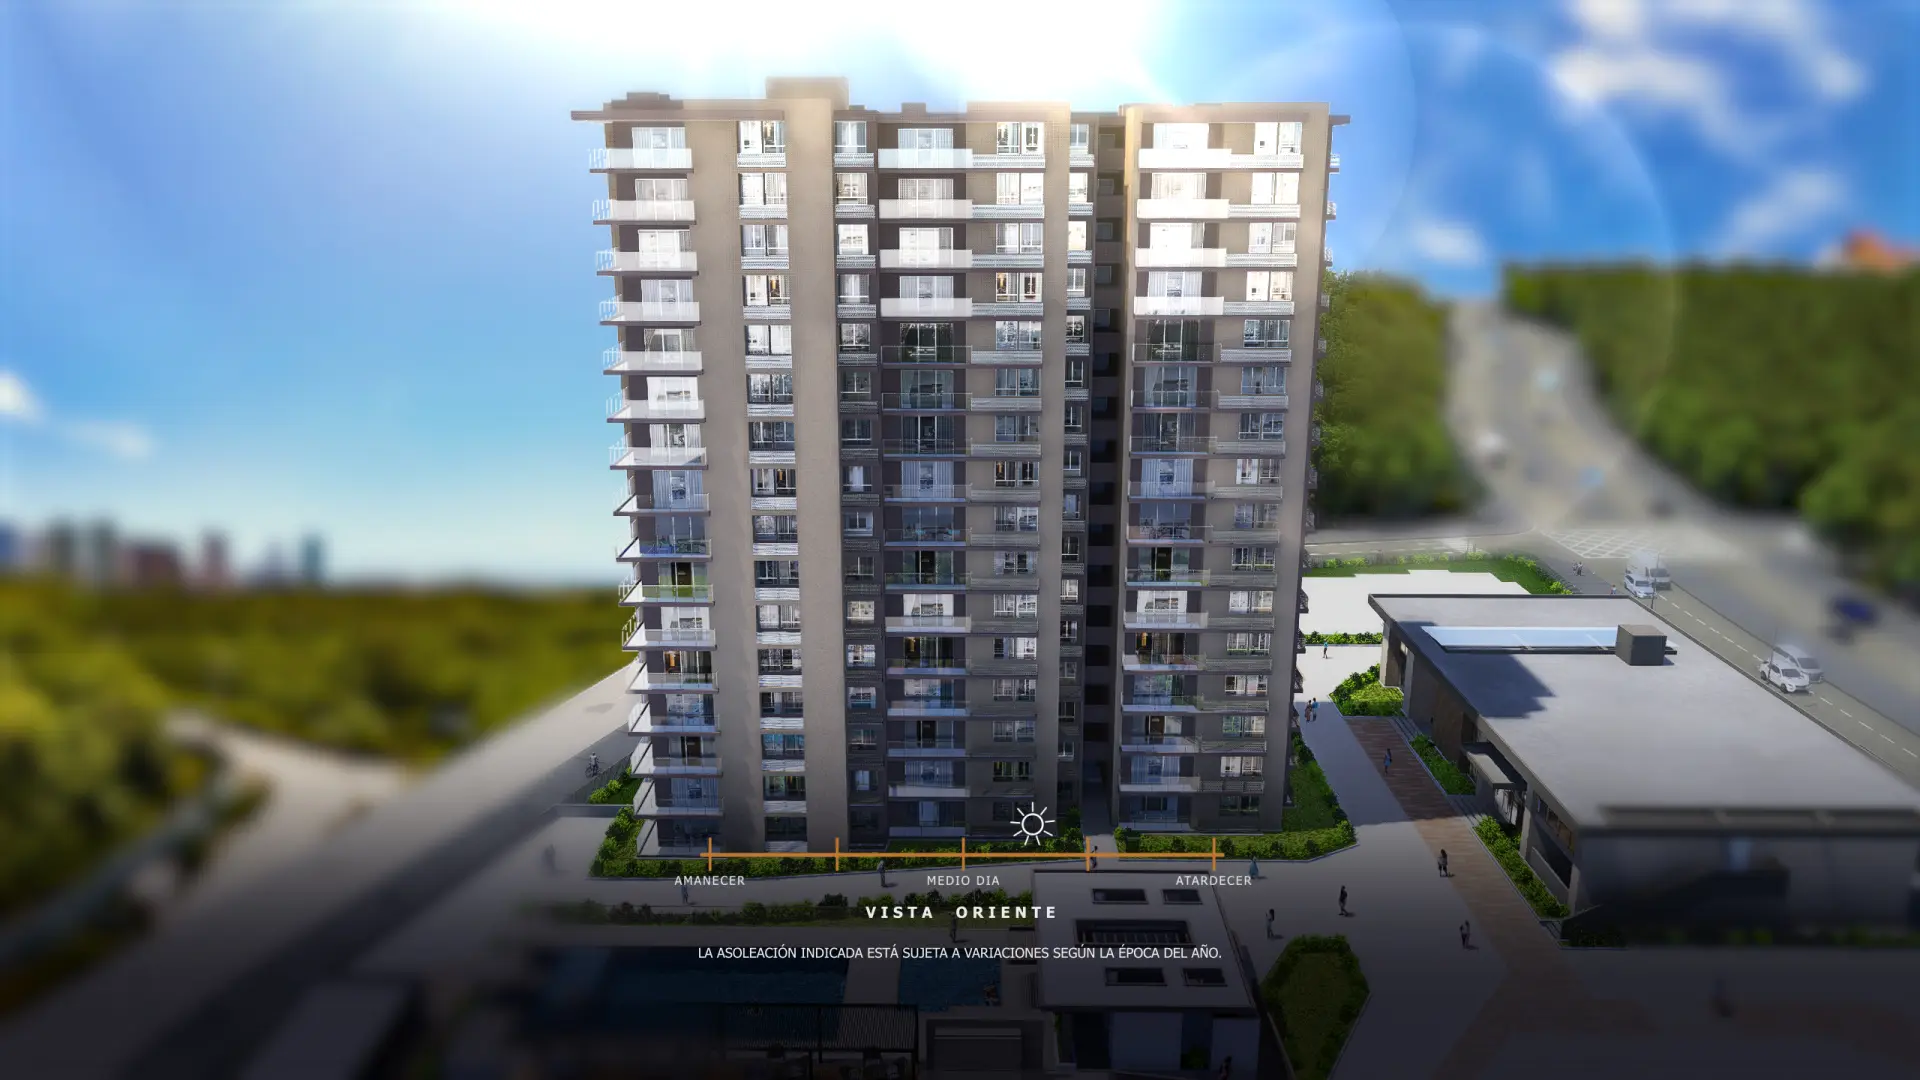 AMANECER MEDIO DIA ATARDECER
VISTA ORIENTE
LA ASOLEACIÓN INDICADA ESTÁ SUJETA A VARIACIONES SEGÚN LA ÉPOCA DEL AÑO.